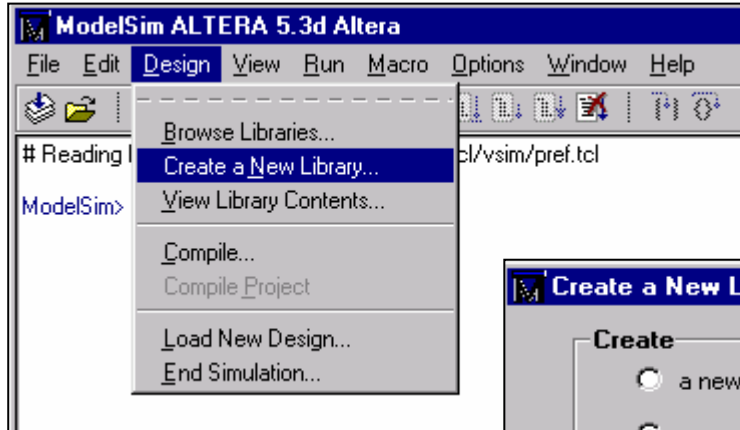 ModelSim ALTERA 5.3d Altera
File Edit Design View Run Macro Options Window Help
Browse Libraries...
# Reading cl/vsim/pref.tcl
Create a New Library...
ModelSim>
View Library Contents...
Compile...
Compile Project
Create a New L
Load New Design...
Create
End Simulation...
a new